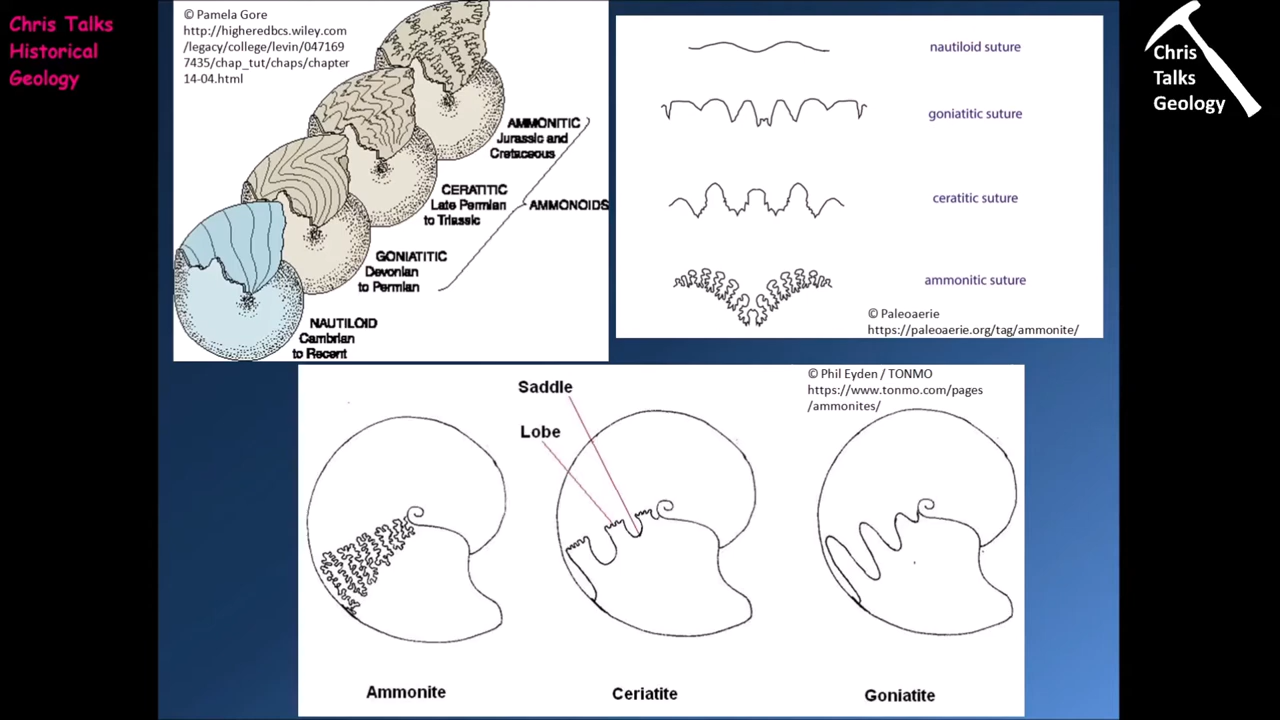 Chris Talks
Historical
Geology
© Pamela Gore
http://higheredbcs.wiley.com
/legacy/college/levin/047169
7435/chap_tut/chaps/chapter
14-04.html
AMMONITIC
Jurassic and
Cretaceous
CERATITIC
Late Permian
to Triassic
AMMONOIDS
GONIATITIC
Devonian
to Permian
NAUTILOID
Cambrian
to Recent
nautiloid suture
goniatitic suture
ceratitic suture
ammonitic suture
© Paleoaerie
https://paleoaerie.org/tag/ammonite/
Chris
Talks
Geology
© Phil Eyden / TONMO
https://www.tonmo.com/pages
/ammonites/
Saddle
Lobe
Ammonite
Ceriatite
Goniatite